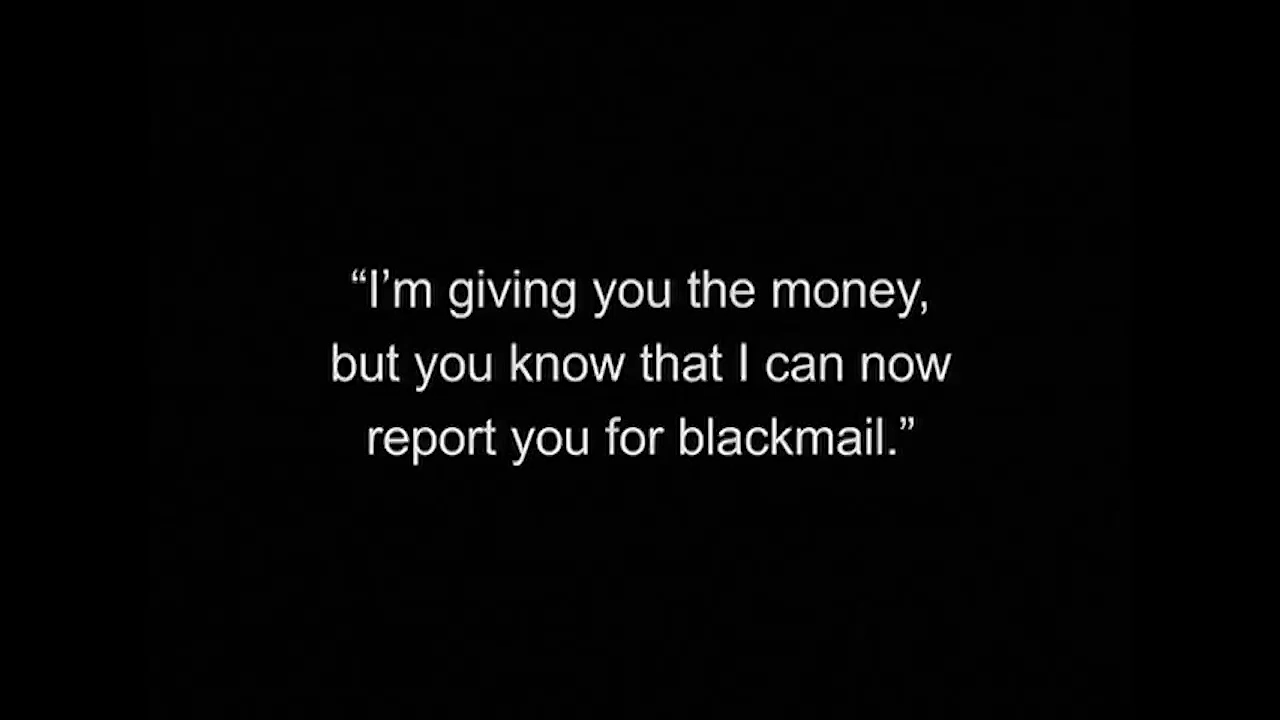 “I’m giving you the money,
but you know that I can now
report you for blackmail.”